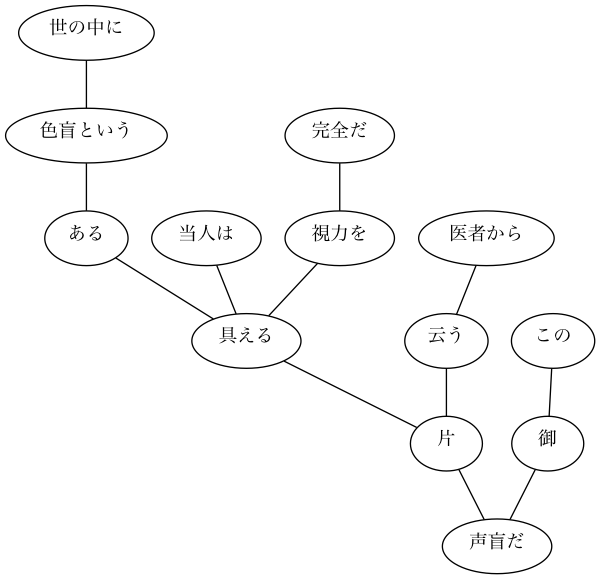 世の中に
色盲という
完全だ
ある
当人は
視力を
医者から
具える
云う
この
片
御
声盲だ